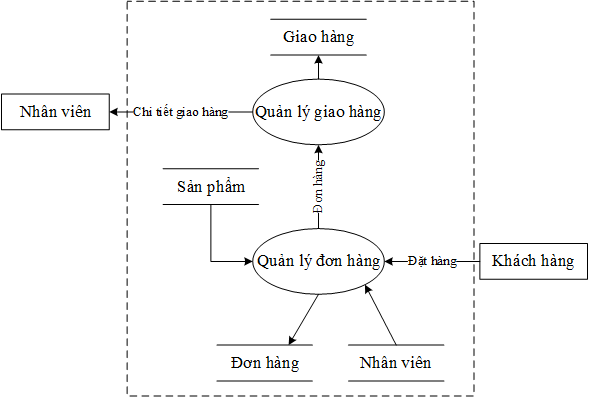 Giao hàng
Nhân viên
Chi tiết giao hàng
Quản lý giao hàng
Đơn hàng
Sản phẩm
Quản lý đơn hàng
Đặt hàng
Khách hàng
Đơn hàng
Nhân viên